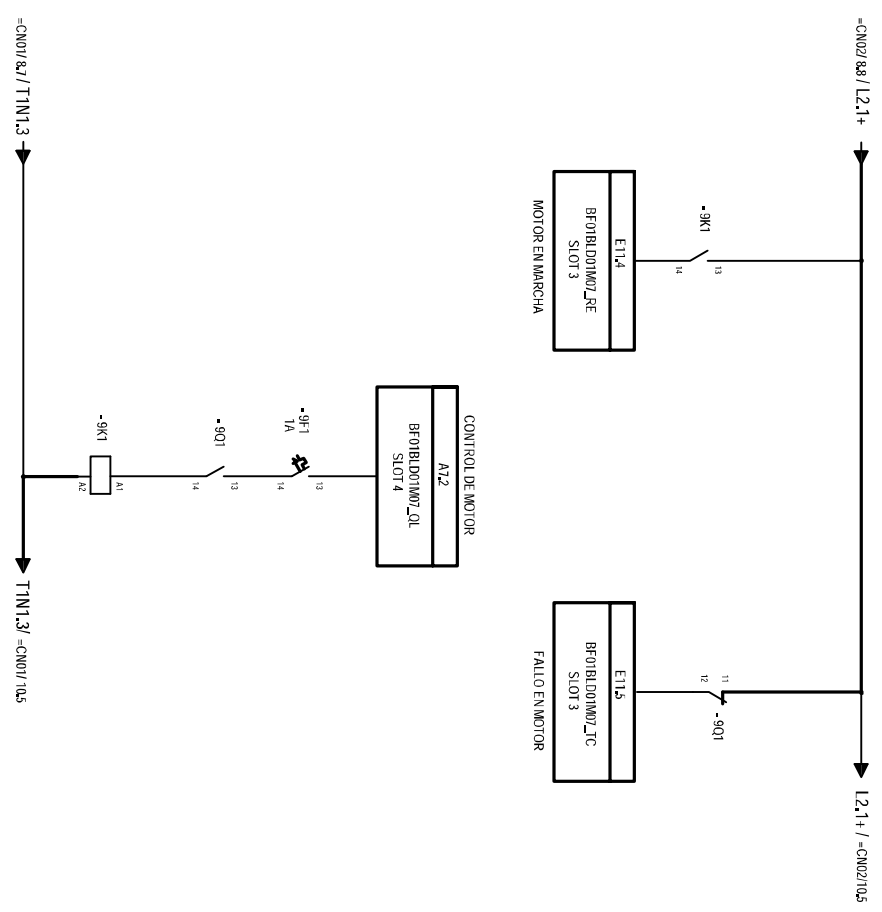 =CN02/8.8 / L2.1+
L2.1+ / =CN02/10.5
- 9K1
13
14
E11.4
BF01BLD01M07_RE
SLOT 3
MOTOR EN MARCHA
11
12
- 9Q1
E11.5
BF01BLD01M07_TC
SLOT 3
FALLO EN MOTOR
CONTROL DE MOTOR
A7.2
BF01BLD01M07_QL
SLOT 4
- 9F1
1A
13
14
- 9Q1
13
14
- 9K1
A1
A2
=CN01/8.7 / T1N1.3
T1N1.3/ =CN01/10.5